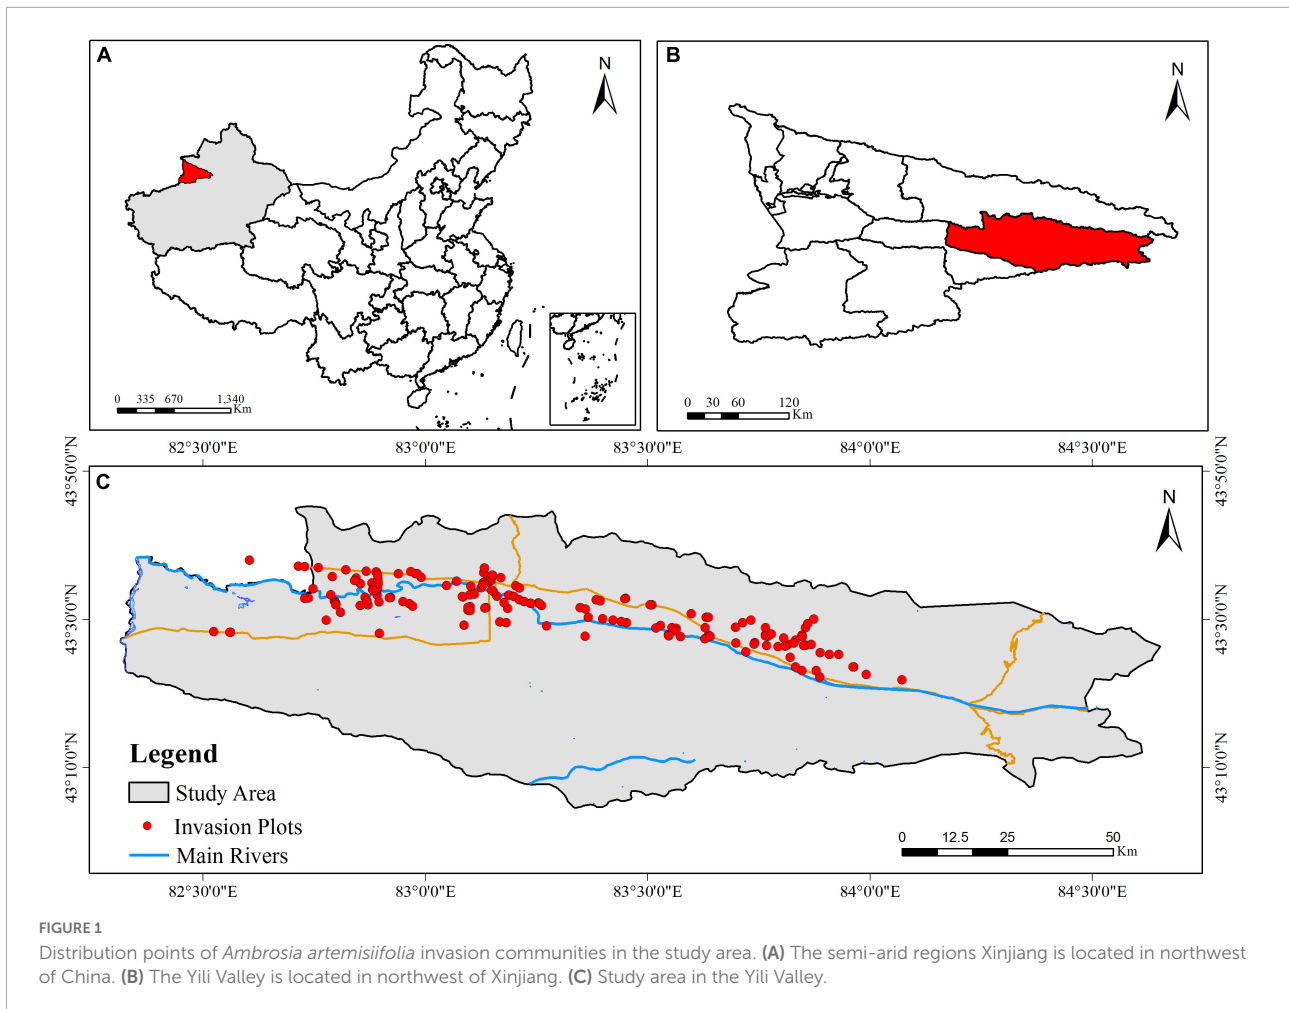 A
N
0 335 670 1,340
Km
B
N
0 30 60 120
Km
82°30'0"E 83°0'0"E 83°30'0"E 84°0'0"E 84°30'0"E
43°50'0"N
43°50'0"N
C
N
43°30'0"N
43°30'0"N
43°10'0"N
43°10'0"N
Legend
Study Area
Invasion Plots
Main Rivers
0 12.5 25 50
Km
82°30'0"E 83°0'0"E 83°30'0"E 84°0'0"E 84°30'0"E
FIGURE 1
Distribution points of Ambrosia artemisiifolia invasion communities in the study area. (A) The semi-arid regions Xinjiang is located in northwest
of China. (B) The Yili Valley is located in northwest of Xinjiang. (C) Study area in the Yili Valley.